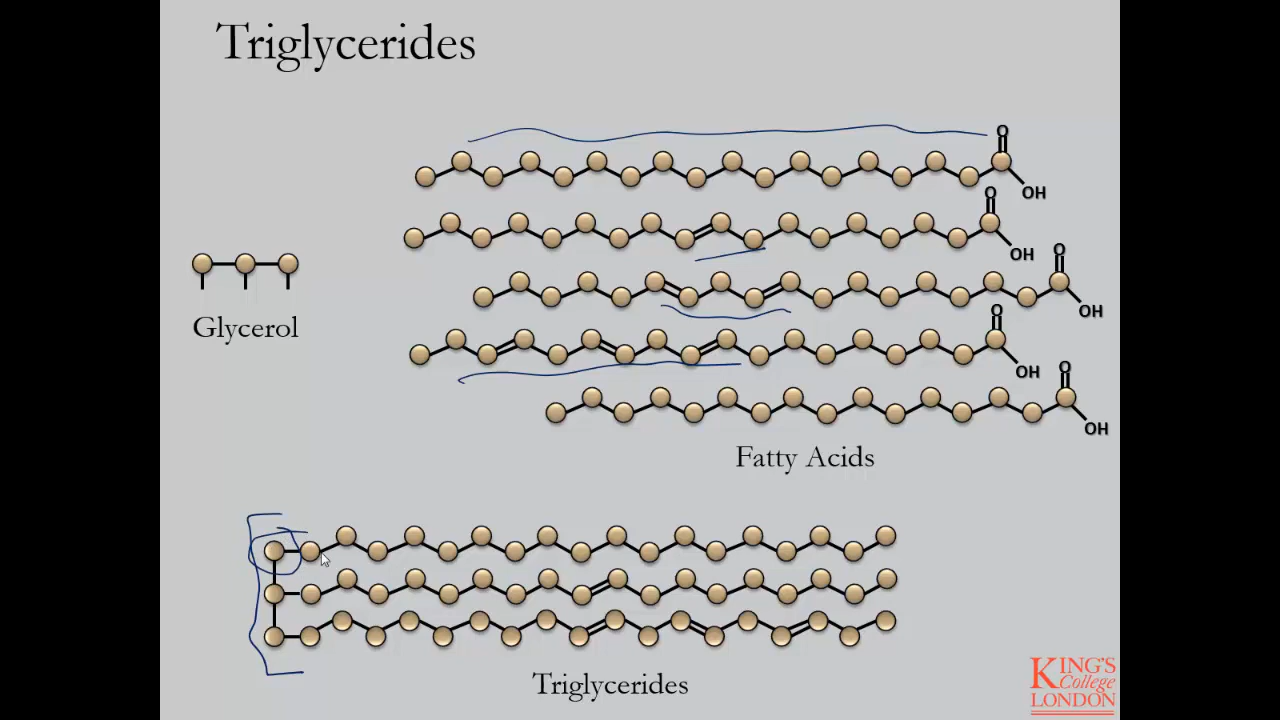 Triglycerides
O
OH
O
OH
O
OH
O
OH
O
OH
Glycerol
Fatty Acids
Triglycerides
KING'S
College
LONDON